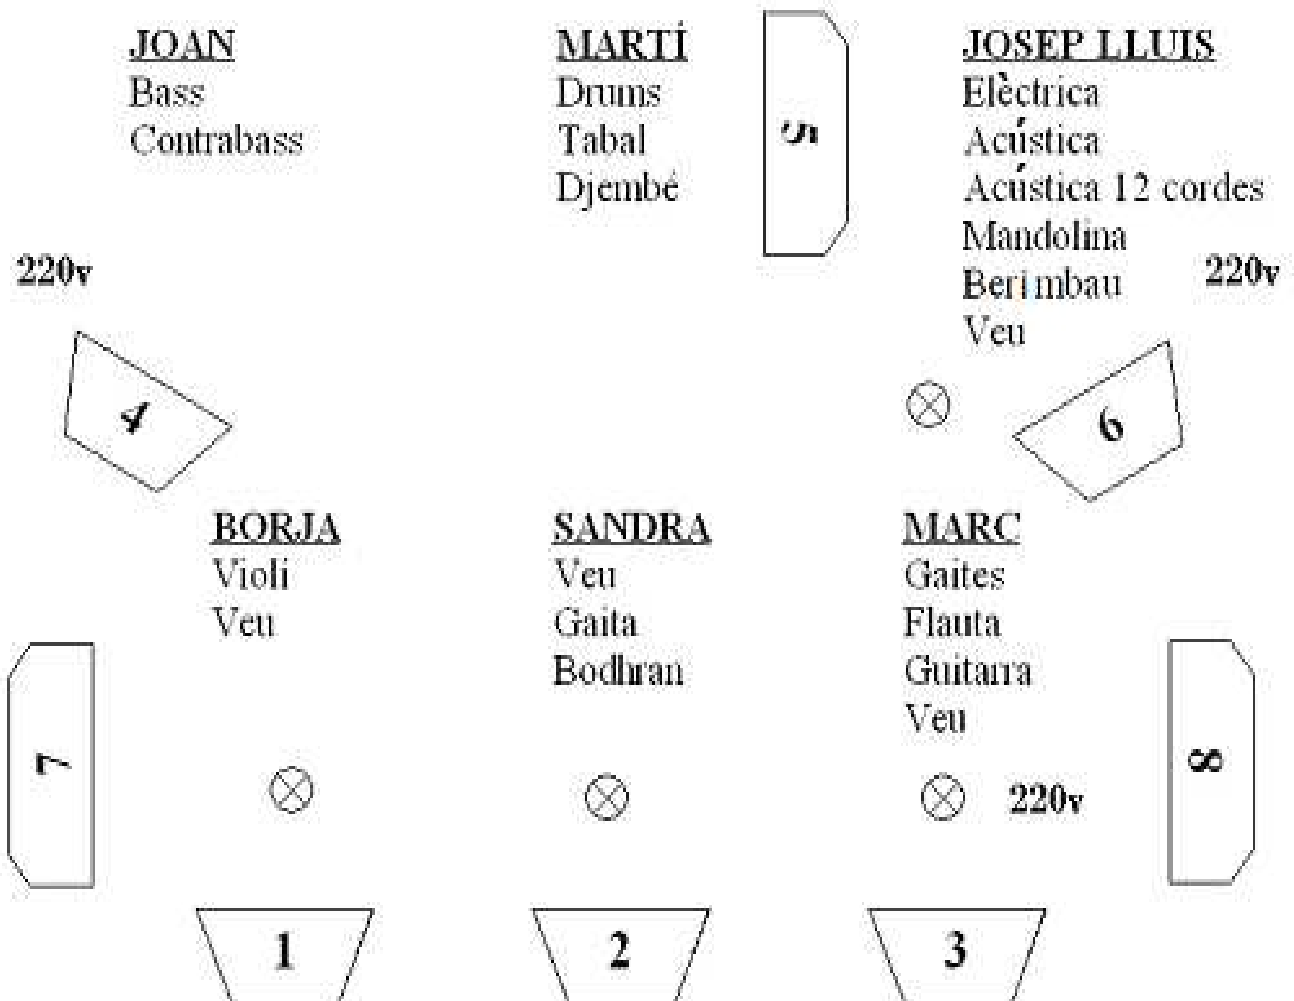 JOAN
Bass
Contrabass
MARTÍ
Drums
Tabal
Djembé
5
JOSEP LLUIS
Elèctrica
Acústica
Acústica 12 cordes
Mandolina
Berimbau
Veu
220v
220v
4
6
BORJA
Violi
Veu
SANDRA
Veu
Gaita
Bodhran
MARC
Gaites
Flauta
Guitarra
Veu
7
8
220v
1
2
3